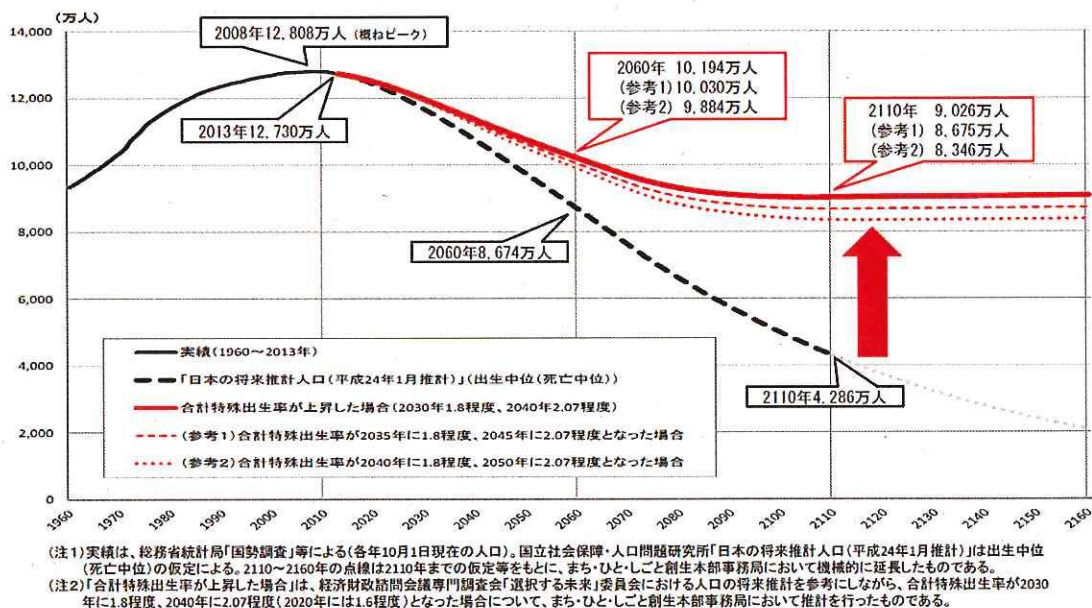 (万人)
14,000
12,000
10,000
8,000
6,000
4,000
2,000
0
2008年12,808万人 (概ねピーク)
2013年12,730万人
2060年 10,194万人
(参考1) 10,030万人
(参考2) 9,884万人
2110年 9,026万人
(参考1) 8,675万人
(参考2) 8,346万人
2060年8,674万人
2110年4,286万人
実績(1960～2013年)
「日本の将来推計人口(平成24年1月推計)」(出生中位(死亡中位))
合計特殊出生率が上昇した場合(2030年1.8程度、2040年2.07程度)
(参考1)合計特殊出生率が2035年に1.8程度、2045年に2.07程度となった場合
(参考2)合計特殊出生率が2040年に1.8程度、2050年に2.07程度となった場合
1960 1970 1980 1990 2000 2010 2020 2030 2040 2050 2060 2070 2080 2090 2100 2110 2120 2130 2140 2150 2160
(注1)実績は、総務省統計局「国勢調査」等による(各年10月1日現在の人口)。国立社会保障・人口問題研究所「日本の将来推計人口(平成24年1月推計)」は出生中位
(死亡中位)の仮定による。2110～2160年の点線は2110年までの仮定等をもとに、まち・ひと・しごと創生本部事務局において機械的に延長したものである。
(注2)「合計特殊出生率が上昇した場合」は、経済財政諮問会議専門調査会「選択する未来」委員会における人口の将来推計を参考にしながら、合計特殊出生率が2030
年に1.8程度、2040年に2.07程度(2020年には1.6程度)となった場合について、まち・ひと・しごと創生本部事務局において推計を行ったものである。